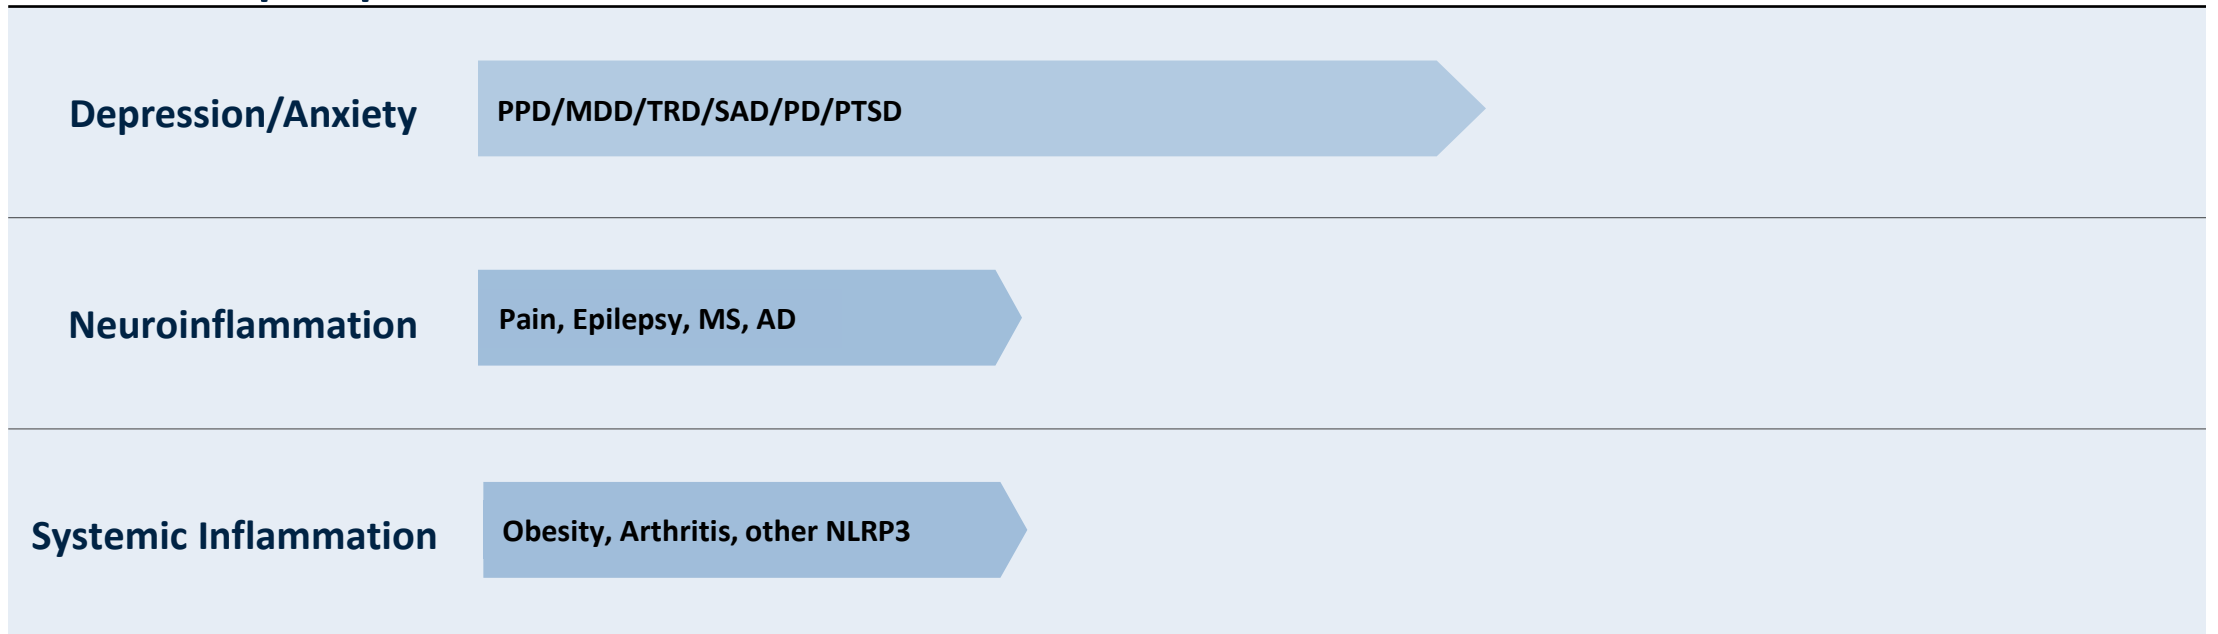 Depression/Anxiety
PPD/MDD/TRD/SAD/PD/PTSD
Neuroinflammation
Pain, Epilepsy, MS, AD
Systemic Inflammation
Obesity, Arthritis, other NLRP3